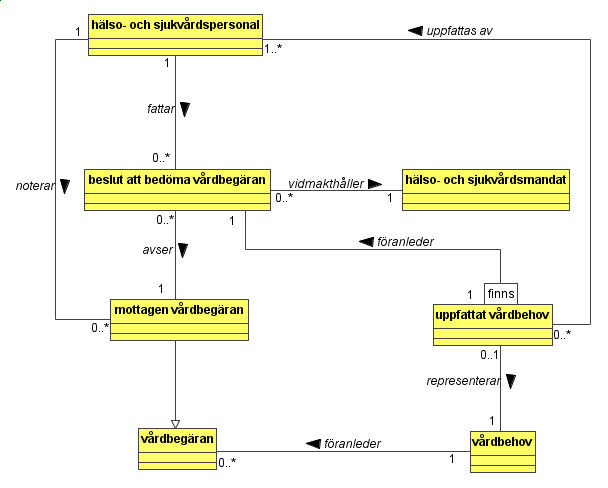 1
hälso- och sjukvårdspersonal
uppfattas av
1
1..*
fattar
0..*
noterar
beslut att bedöma vårdbegäran
vidmakthåller
hälso- och sjukvårdsmandat
0..*
1
0..*
1
avser
föranleder
1
1
finns
mottagen vårdbegäran
uppfattat vårdbehov
0..*
0..*
0..1
representerar
1
vårdbegäran
föranleder
vårdbehov
0..*
1